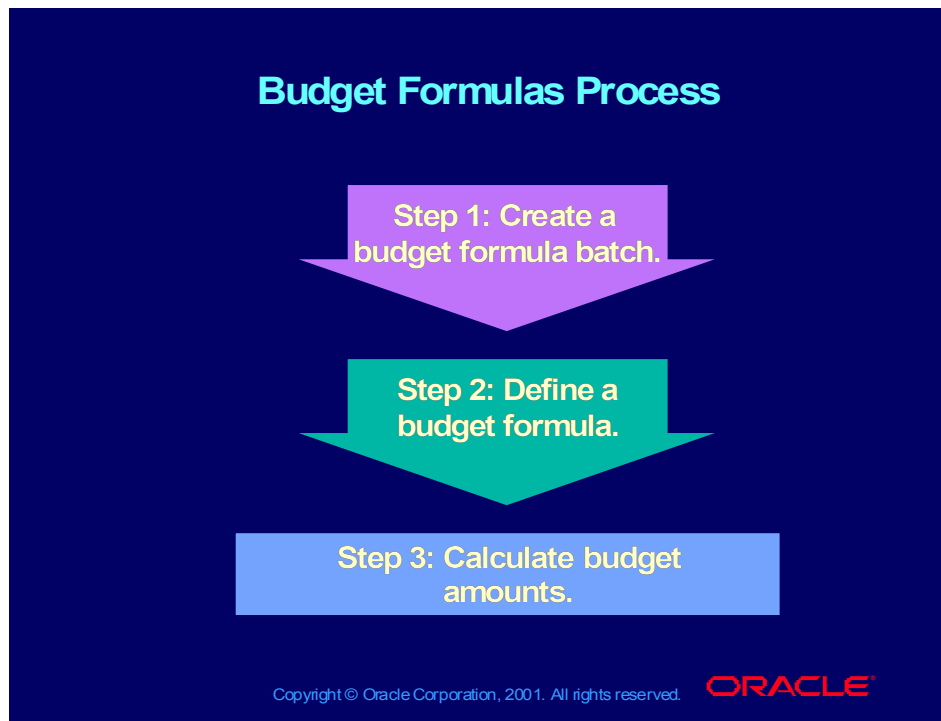 Budget Formulas Process
Step 1: Create a
budget formula batch.
Step 2: Define a
budget formula.
Step 3: Calculate budget
amounts.
Copyright © Oracle Corporation, 2001. All rights reserved.
ORACLE®